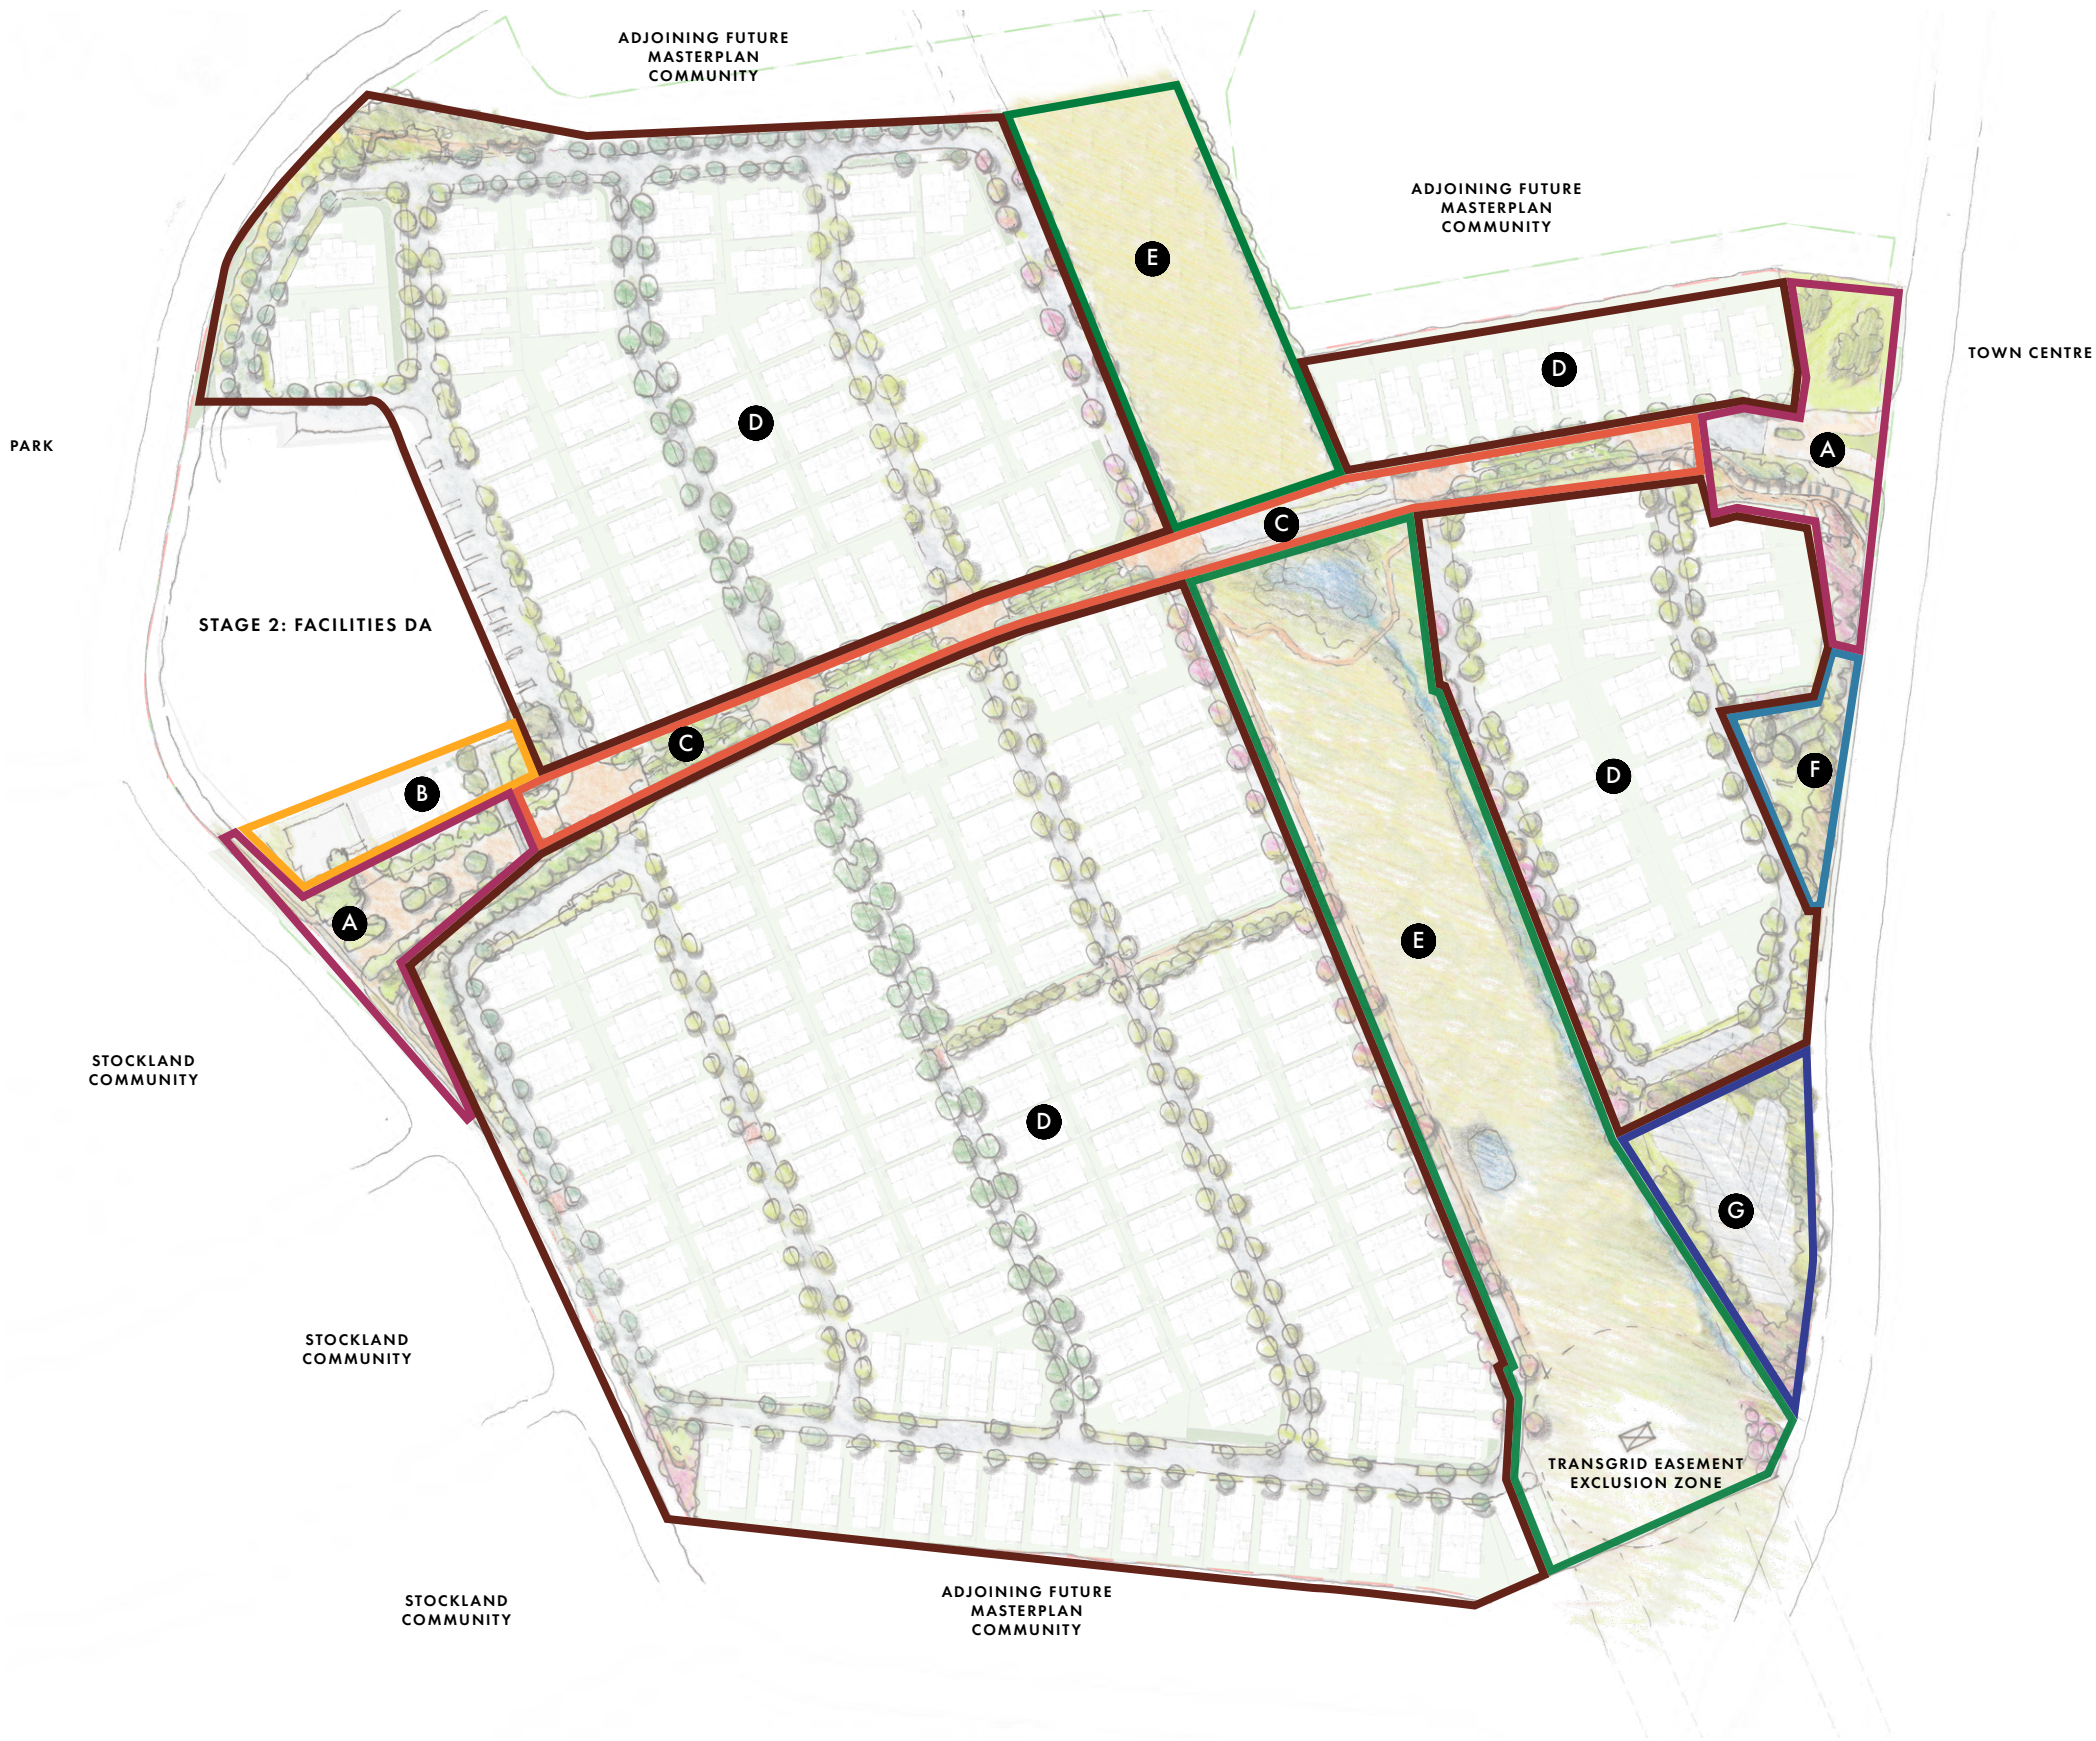 ADJOINING FUTURE
MASTERPLAN
COMMUNITY
ADJOINING FUTURE
MASTERPLAN
COMMUNITY
E
TOWN CENTRE
D
D
PARK
A
C
STAGE 2: FACILITIES DA
C
B
D
F
A
E
STOCKLAND
COMMUNITY
D
G
STOCKLAND
COMMUNITY
TRANSGRID EASEMENT
EXCLUSION ZONE
STOCKLAND
COMMUNITY
ADJOINING FUTURE
MASTERPLAN
COMMUNITY